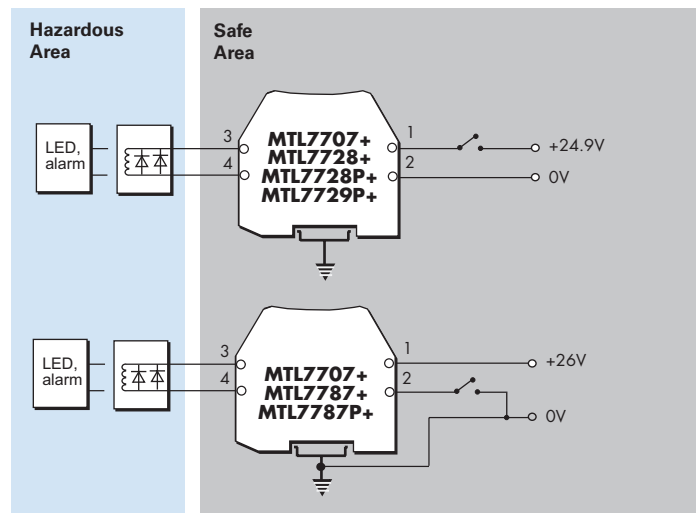 Hazardous
Area
Safe
Area
LED,
alarm
3
4
MTL7707+
MTL7728+
MTL7728P+
MTL7729P+
1
2
+24.9V
0V
LED,
alarm
3
4
MTL7707+
MTL7787+
MTL7787P+
1
2
+26V
0V